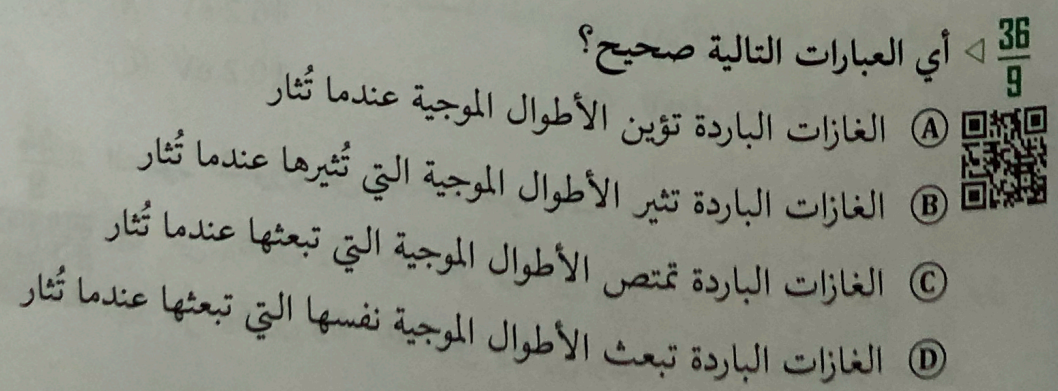 36
9
◁ أي العبارات التالية صحيح؟
Ⓐ الغازات الباردة تؤين الأطوال الموجية عندما تُثار
Ⓑ الغازات الباردة تثير الأطوال الموجية التي تُثيرها عندما تُثار
Ⓒ الغازات الباردة تمتص الأطوال الموجية التي تبعثها عندما تُثار
Ⓓ الغازات الباردة تبعث الأطوال الموجية نفسها التي تبعثها عندما تُثار